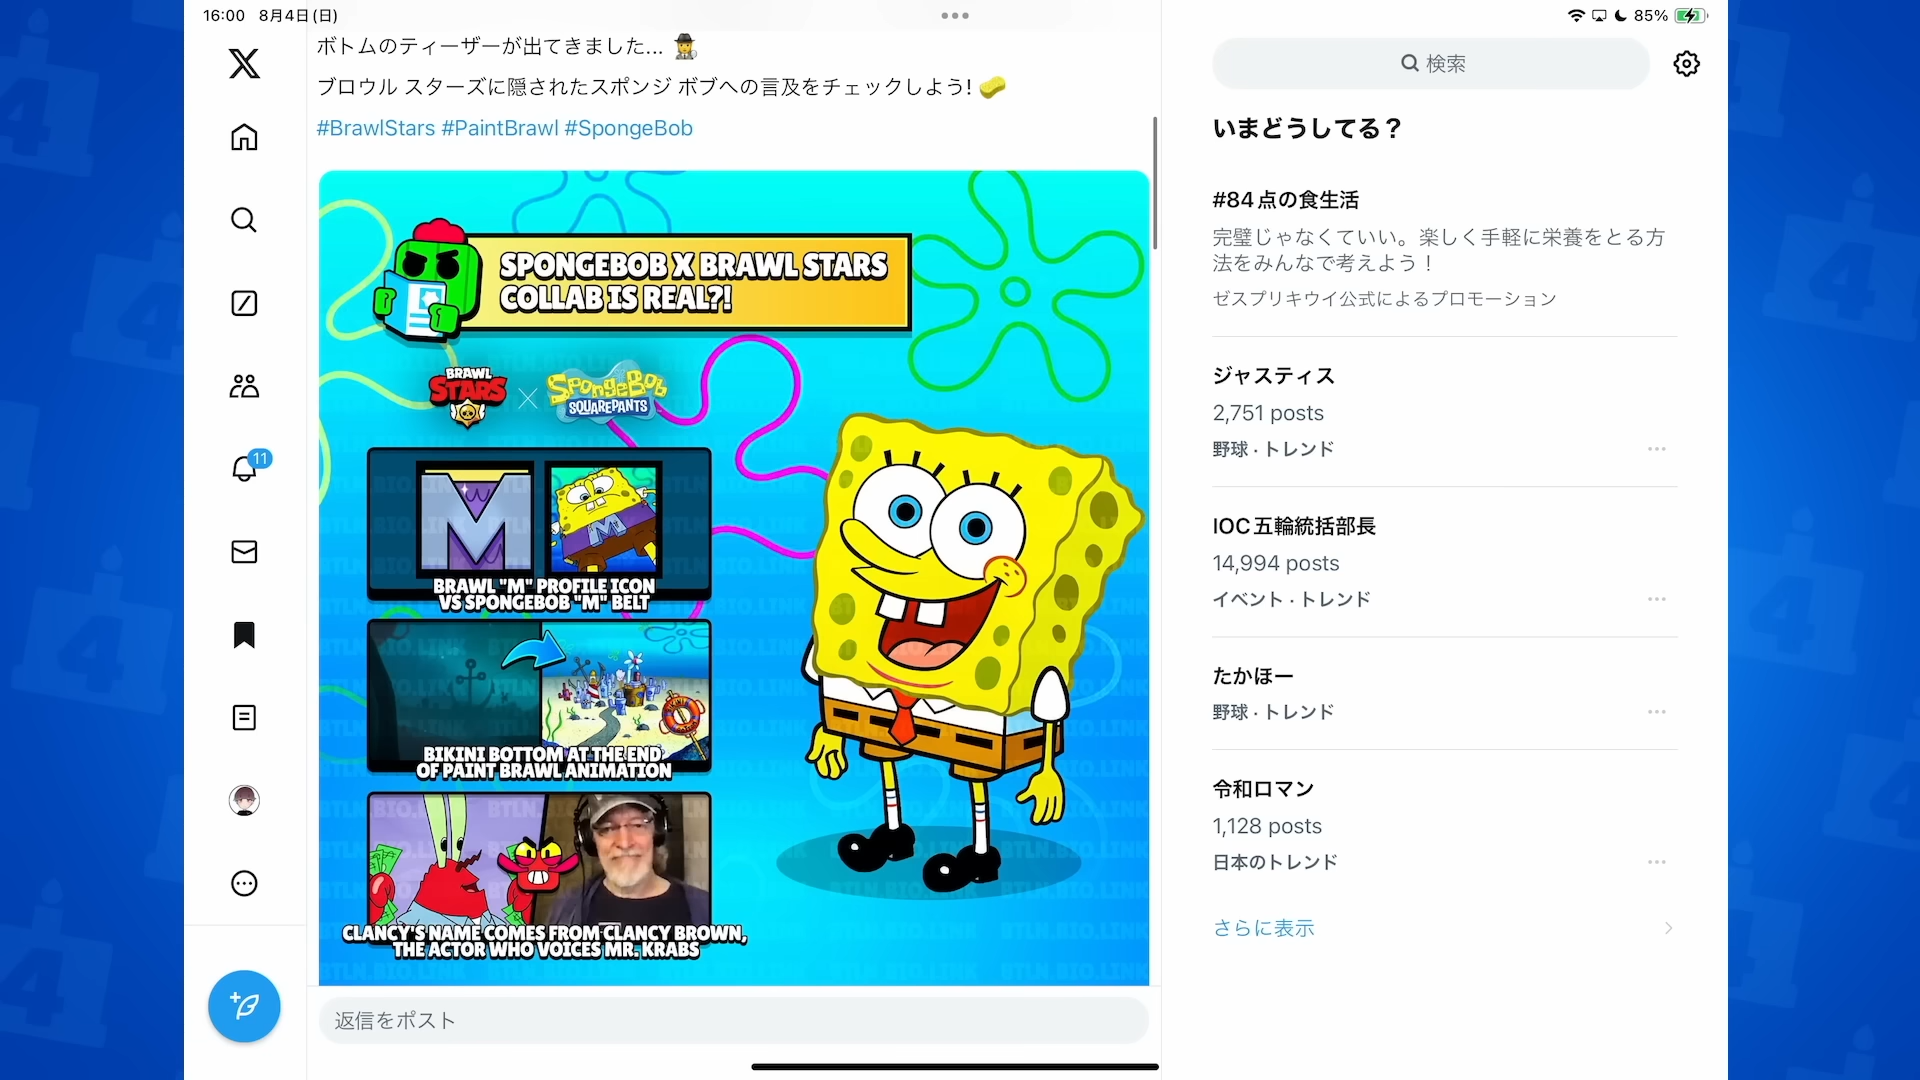 16:00 8月4日(日)
85%
ボトムのティーザーが出てきました...
ブロウル スターズに隠されたスポンジ ボブへの言及をチェックしよう!
#BrawlStars #PaintBrawl #SpongeBob
SPONGEBOB X BRAWL STARS
COLLAB IS REAL?!
BRAWL
STARS
SPONGEBOB
SQUAREPANTS
M
M
BRAWL "M" PROFILE ICON
VS SPONGEBOB "M" BELT
BIKINI BOTTOM AT THE END
OF PAINT BRAWL ANIMATION
CLANCY'S NAME COMES FROM CLANCY BROWN,
THE ACTOR WHO VOICES MR. KRABS
BTLN.BIO.LINK
返信をポスト
11
検索
いまどうしてる？
#84点の食生活
完璧じゃなくていい。楽しく手軽に栄養をとる方
法をみんなで考えよう！
ゼスプリキウイ公式によるプロモーション
ジャスティス
2,751 posts
野球・トレンド
IOC五輪統括部長
14,994 posts
イベント・トレンド
たかほー
野球・トレンド
令和ロマン
1,128 posts
日本のトレンド
さらに表示